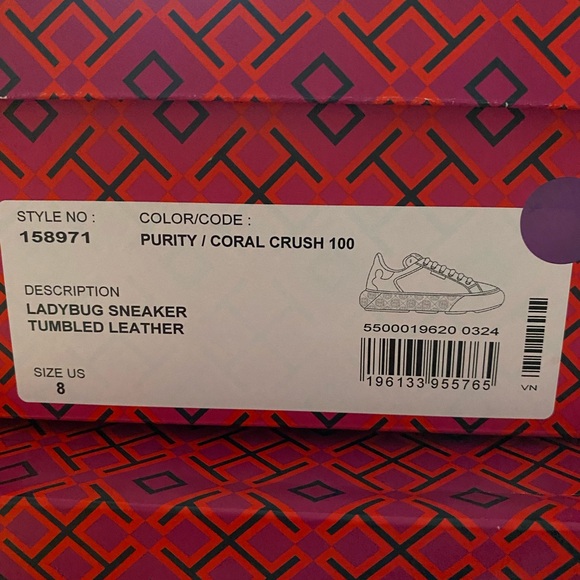 STYLE NO :
158971
COLOR/CODE :
PURITY / CORAL CRUSH 100
DESCRIPTION
LADYBUG SNEAKER
TUMBLED LEATHER
SIZE US
8
5500019620 0324
196133 955765
VN